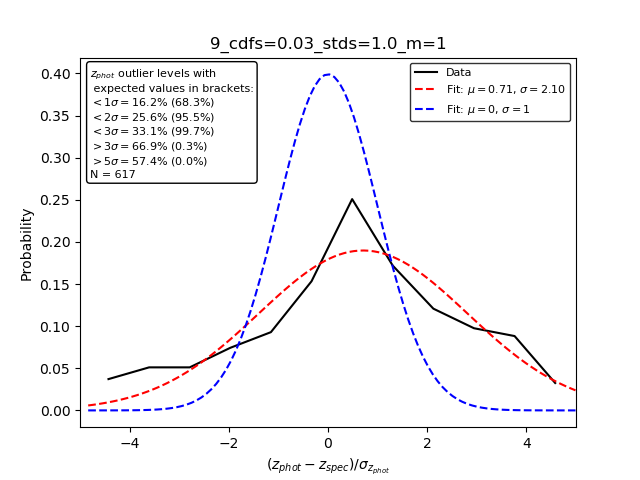 9_cdfs=0.03_stds=1.0_m=1
z_phot outlier levels with
expected values in brackets:
<1σ = 16.2% (68.3%)
<2σ = 25.6% (95.5%)
<3σ = 33.1% (99.7%)
>3σ = 66.9% (0.3%)
>5σ = 57.4% (0.0%)
N = 617
Data
Fit: μ = 0.71, σ = 2.10
Fit: μ = 0, σ = 1
0.40
0.35
0.30
0.25
0.20
0.15
0.10
0.05
0.00
Probability
−4 −2 0 2 4
(z_phot − z_spec)/σ_z_phot